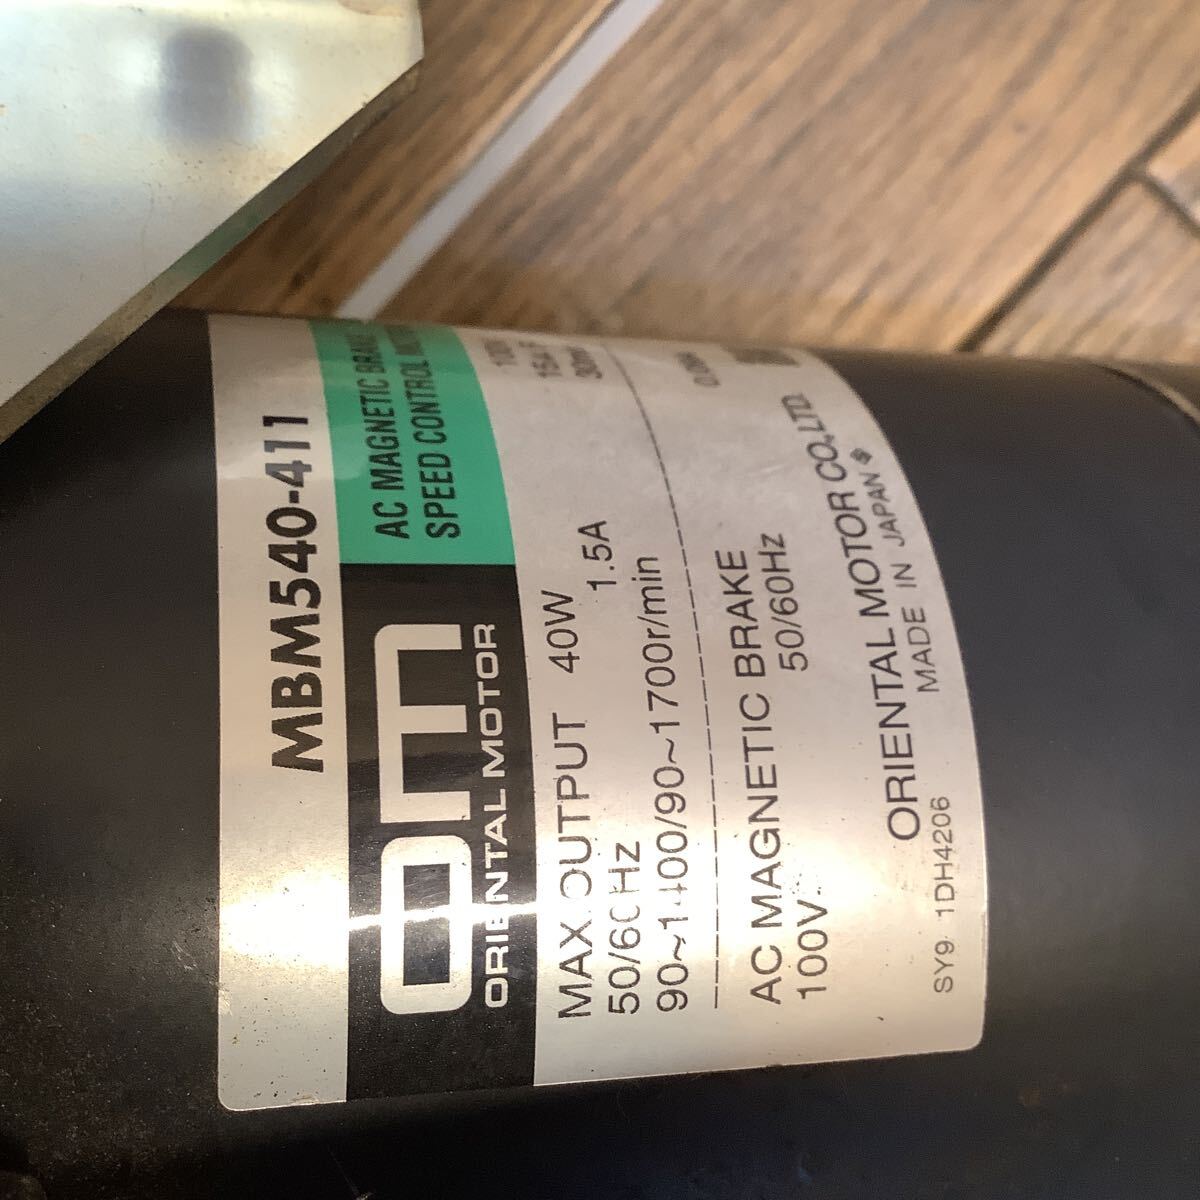 MBM540-411
AC MAGNETIC BRAKE
SPEED CONTROL
om
ORIENTAL MOTOR
MAX.OUTPUT 40W
50/60Hz 1.5A
90~1400/90~1700r/min
AC MAGNETIC BRAKE
100V 50/60Hz
ORIENTAL MOTOR CO.,LTD.
SY9 1DH4206 MADE IN JAPAN